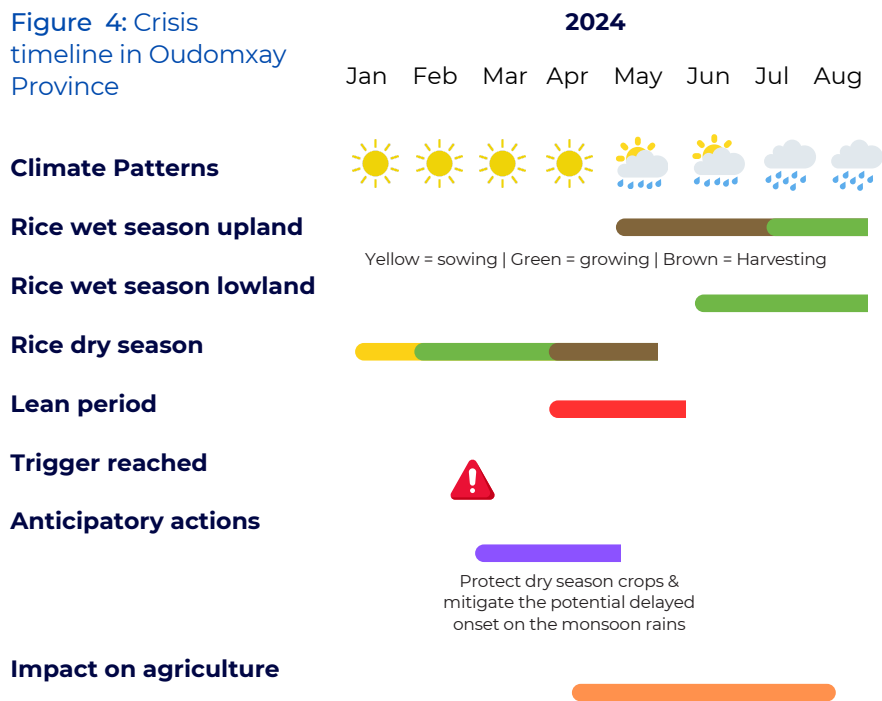 Figure 4: Crisis
timeline in Oudomxay
Province
2024
Jan Feb Mar Apr May Jun Jul Aug
Climate Patterns
Rice wet season upland
Yellow = sowing | Green = growing | Brown = Harvesting
Rice wet season lowland
Rice dry season
Lean period
Trigger reached
!
Anticipatory actions
Protect dry season crops &
mitigate the potential delayed
onset on the monsoon rains
Impact on agriculture